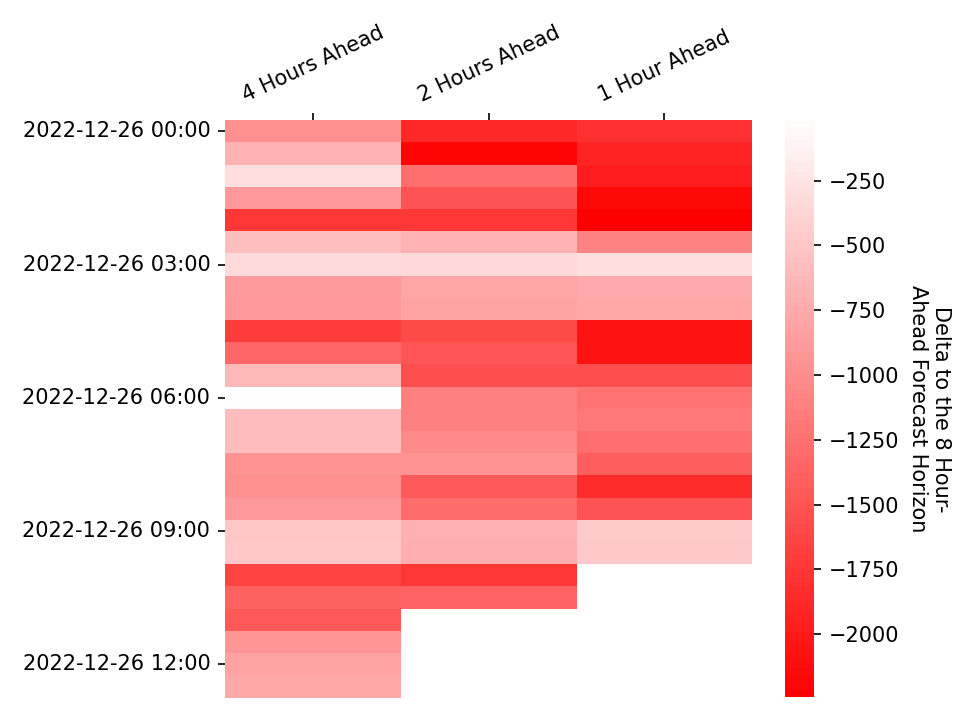 4 Hours Ahead
2 Hours Ahead
1 Hour Ahead
2022-12-26 00:00
2022-12-26 03:00
2022-12-26 06:00
2022-12-26 09:00
2022-12-26 12:00
−250
−500
−750
−1000
−1250
−1500
−1750
−2000
Delta to the 8 Hour-
Ahead Forecast Horizon